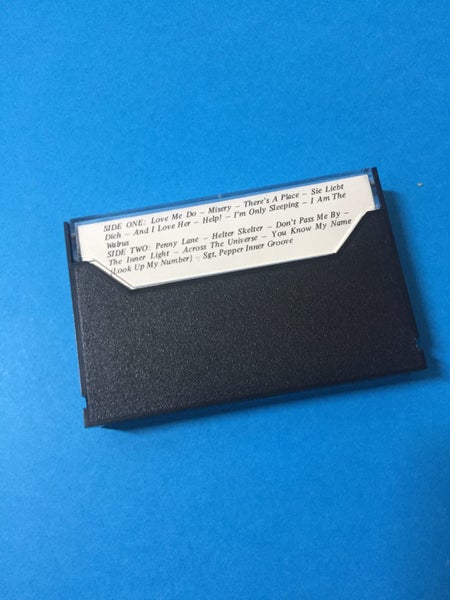 SIDE ONE: Love Me Do – Misery – There's A Place – Sie Liebt
Dich – And I Love Her – Help! – I'm Only Sleeping – I Am The
Walrus
SIDE TWO: Penny Lane – Helter Skelter – Don't Pass Me By –
The Inner Light – Across The Universe – You Know My Name
(Look Up My Number) – Sgt. Pepper Inner Groove